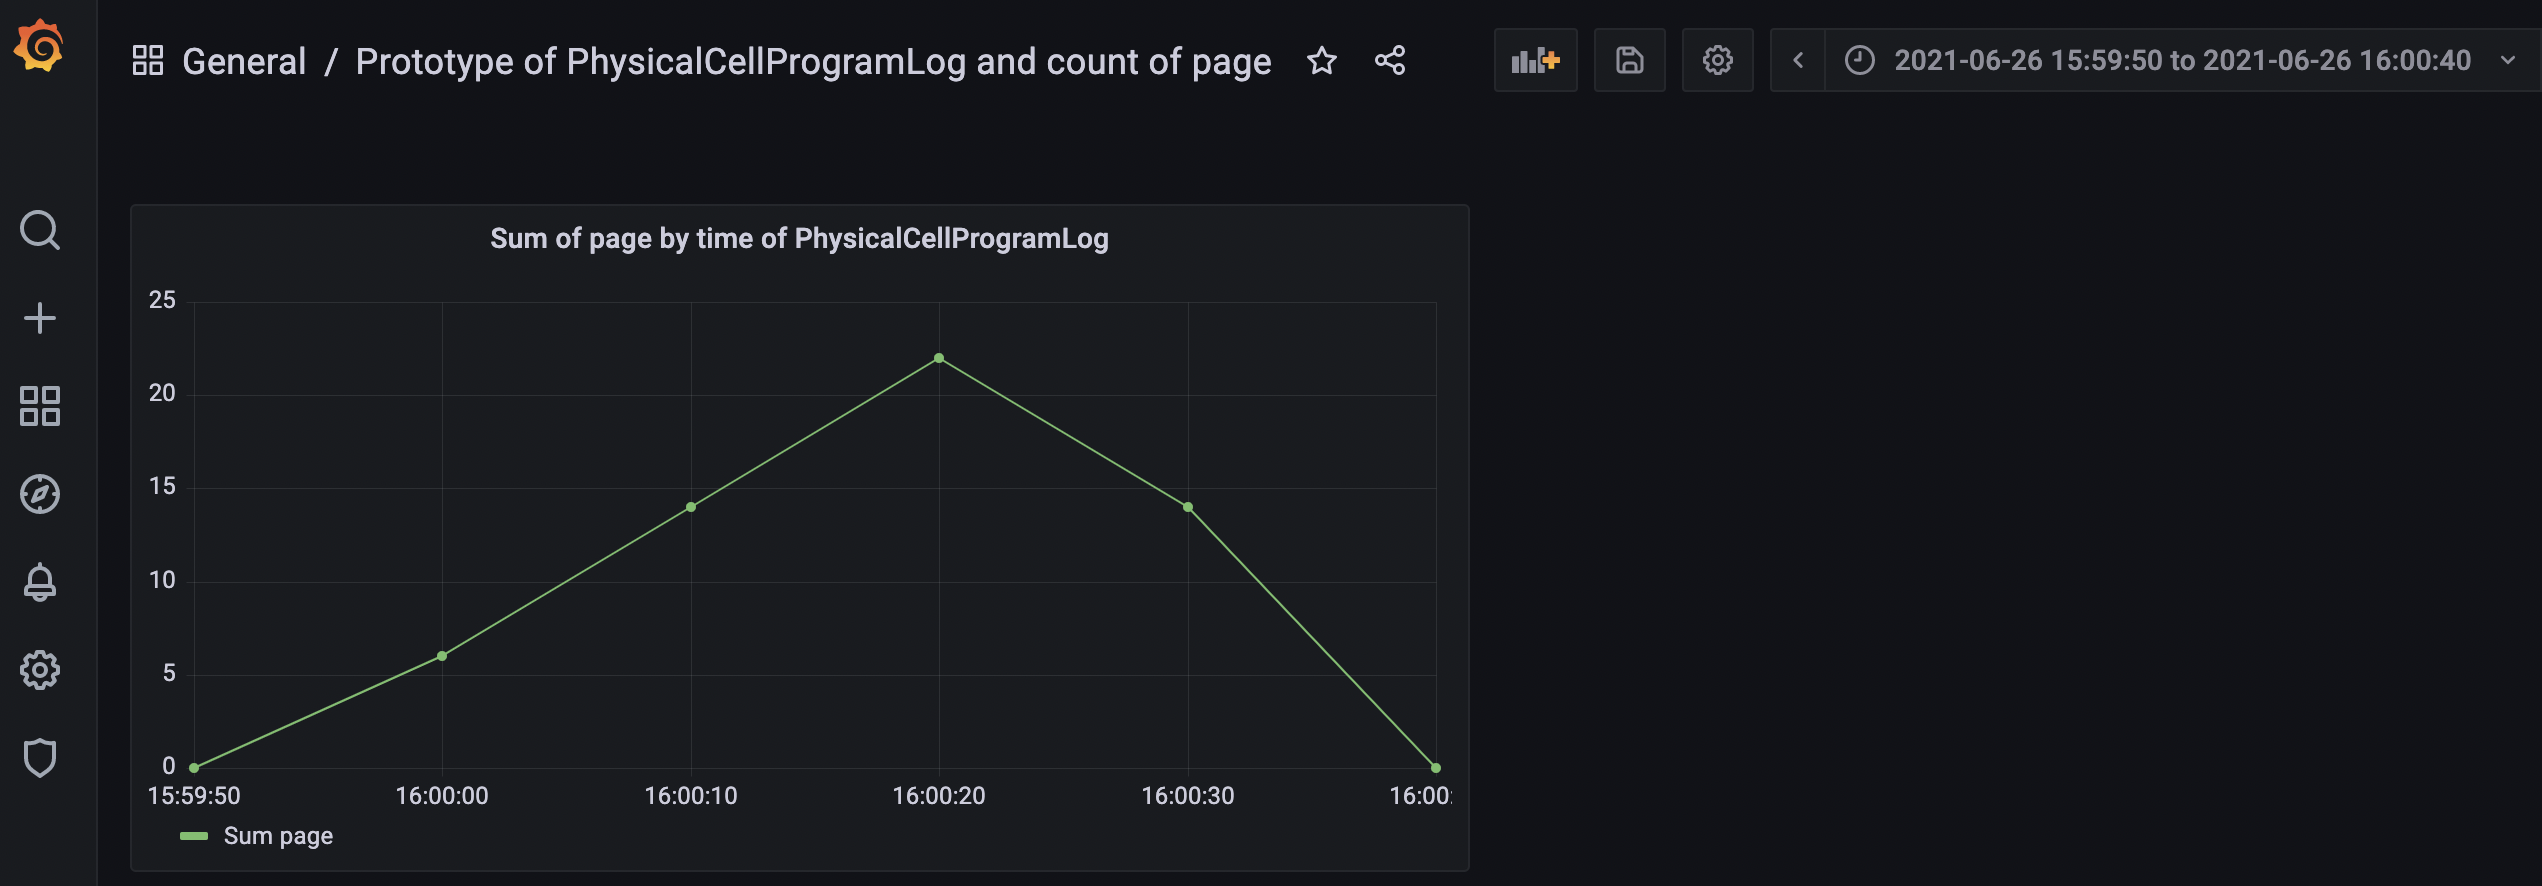 General / Prototype of PhysicalCellProgramLog and count of page
2021-06-26 15:59:50 to 2021-06-26 16:00:40
Sum of page by time of PhysicalCellProgramLog
25
20
15
10
5
0
15:59:50 16:00:00 16:00:10 16:00:20 16:00:30 16:00:
Sum page